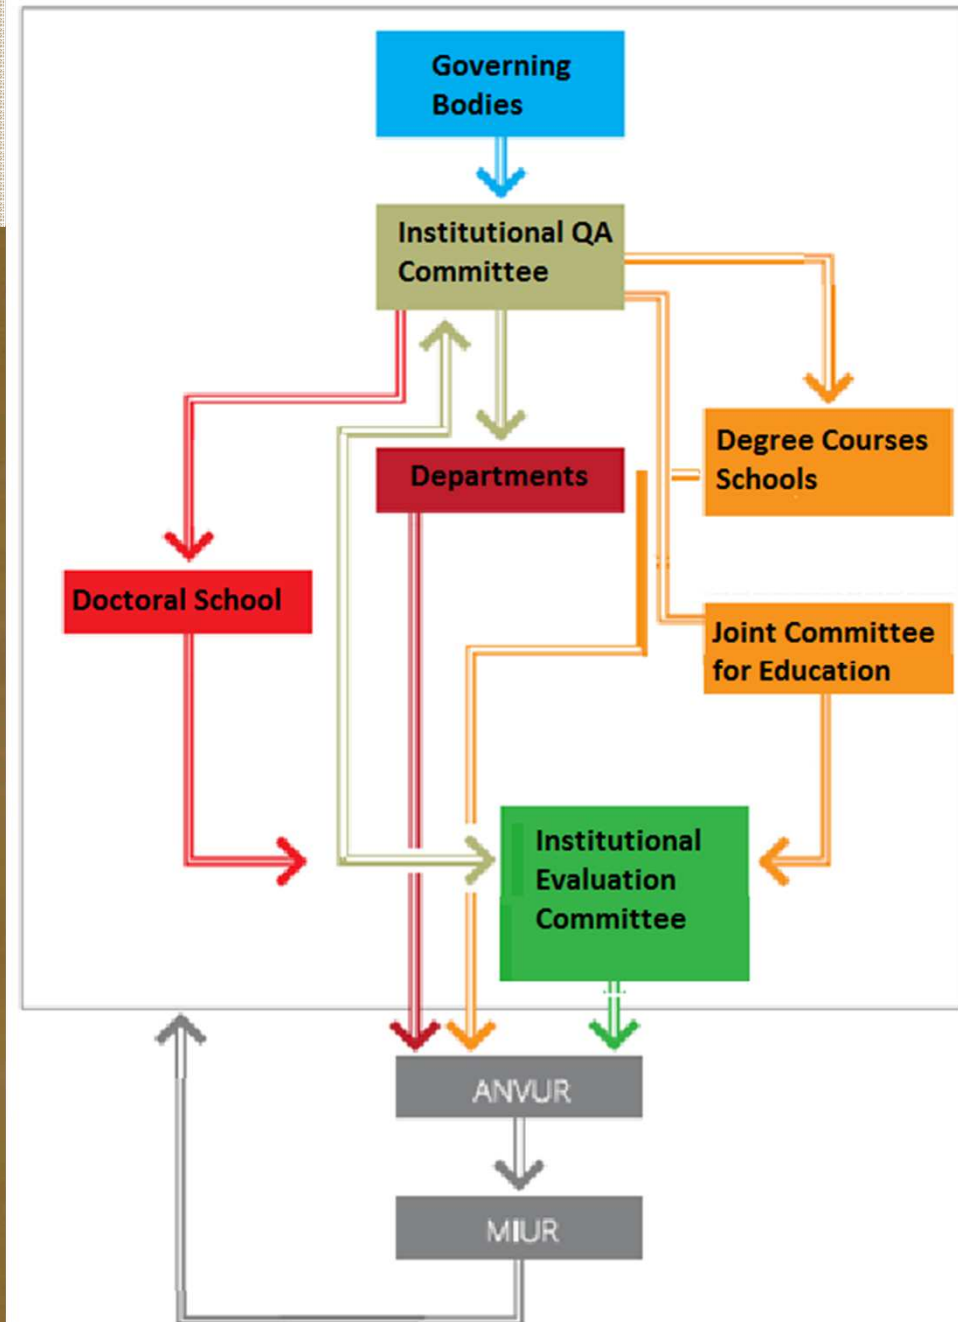 Governing
Bodies
Institutional QA
Committee
Degree Courses
Schools
Departments
Doctoral School
Joint Committee
for Education
Institutional
Evaluation
Committee
ANVUR
MIUR